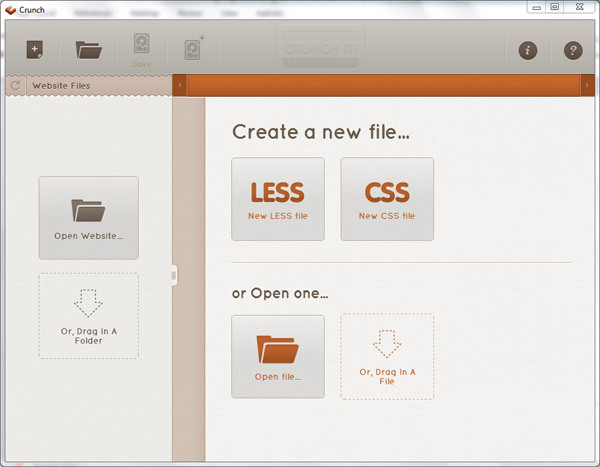 Crunch
Save
CRUNCH IT!
Website Files
Create a new file...
LESS
New LESS file
CSS
New CSS file
Open Website...
Or, Drag In A
Folder
or Open one...
Open file...
Or, Drag In A
File